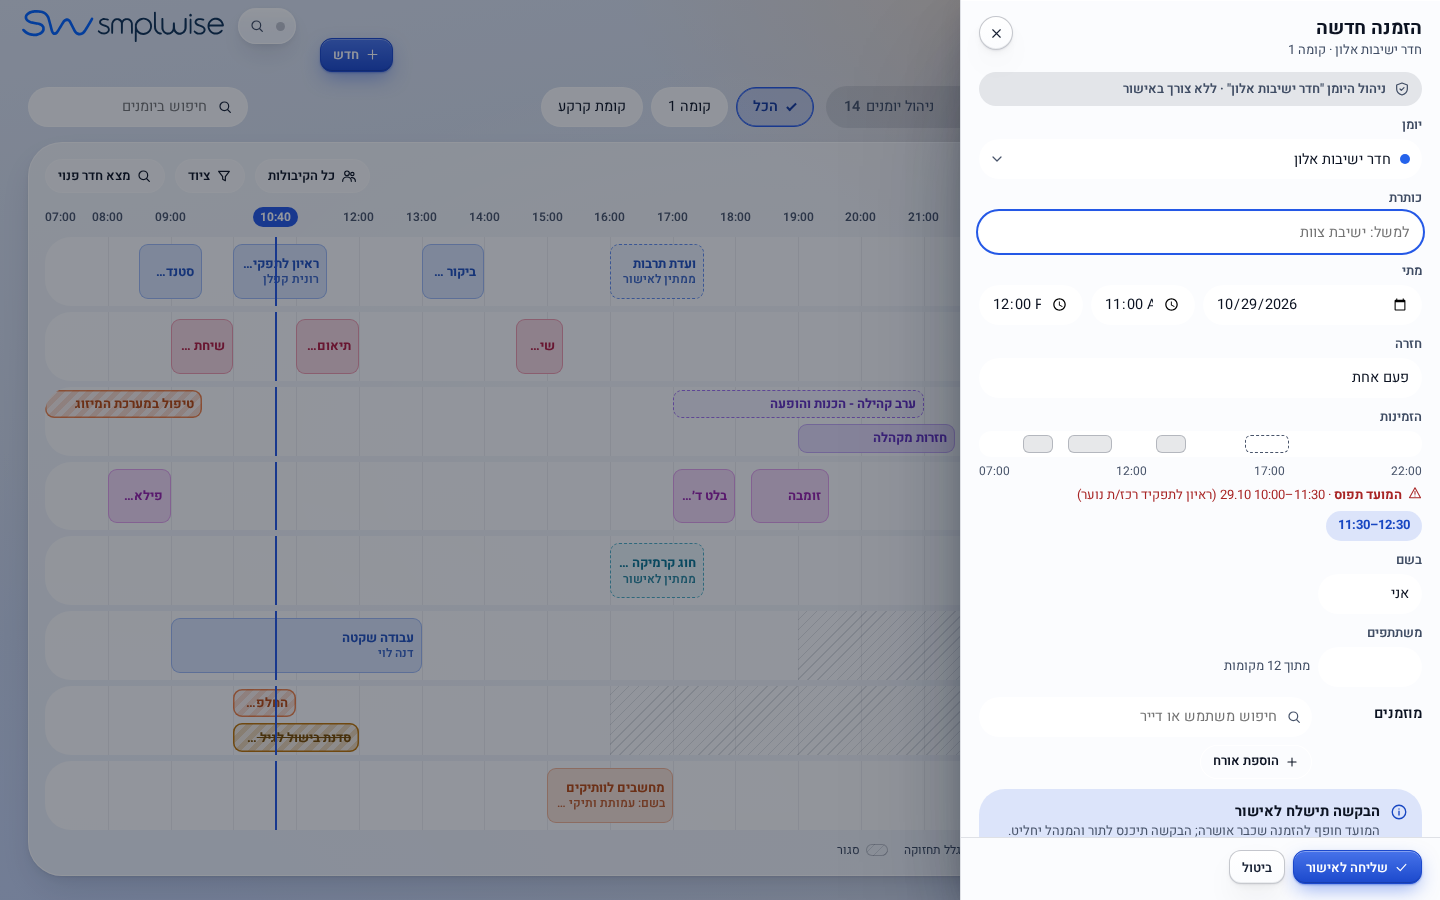 smplwise
חדש
ניהול יומנים 14
הכל
קומה 1
קומת קרקע
חיפוש ביומנים
כל הקיבולות
ציוד
מצא חדר פנוי
07:00 08:00 09:00 10:40 12:00 13:00 14:00 15:00 16:00 17:00 18:00 19:00 20:00 21:00
סטנד...
ראיון לתפקי...
רונית קפלן
ביקור ...
ועדת תרבות
ממתין לאישור
שיחת ...
תיאום...
שי...
טיפול במערכת המיזוג
ערב קהילה - הכנות והופעה
חזרות מקהלה
פילא...
בלט ד'...
זומבה
חוג קרמיקה ...
ממתין לאישור
עבודה שקטה
דנה לוי
החלפ...
סדנת בישול לגיל ...
מחשבים לוותיקים
בשם: עמותת ותיקי ...
גלל תחזוקה
סגור
הזמנה חדשה
חדר ישיבות אלון · קומה 1
ניהול היומן "חדר ישיבות אלון" · ללא צורך באישור
יומן
חדר ישיבות אלון
כותרת
למשל: ישיבת צוות
מתי
10/29/2026
11:00 A
12:00 P
חזרה
פעם אחת
הזמינות
07:00 12:00 17:00 22:00
המועד תפוס · 29.10 10:00–11:30 (ראיון לתפקיד רכז/ת נוער)
11:30–12:30
בשם
אני
משתתפים
מתוך 12 מקומות
מוזמנים
חיפוש משתמש או דייר
הוספת אורח
הבקשה תישלח לאישור
המועד חופף להזמנה שכבר אושרה; הבקשה תיכנס לתור והמנהל יחליט.
שליחה לאישור
ביטול